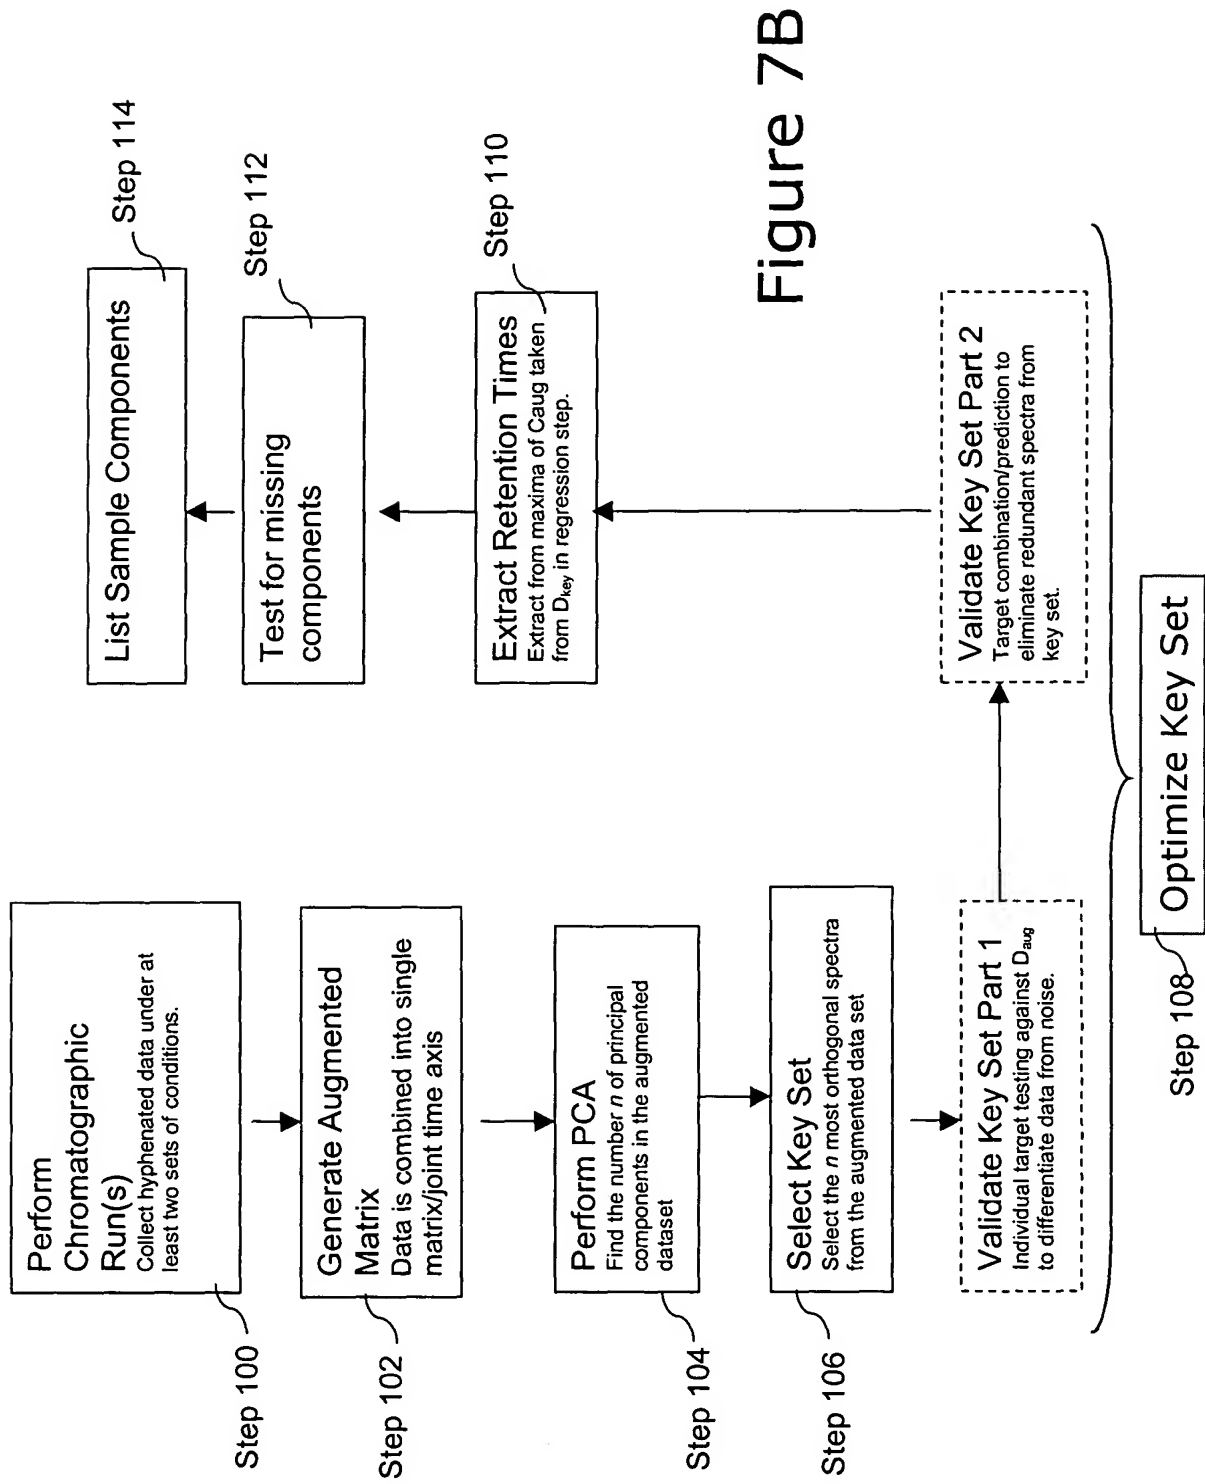 Perform
Chromatographic
Run(s)
Collect hyphenated data under at
least two sets of conditions.
Step 100
Generate Augmented
Matrix
Data is combined into single
matrix/joint time axis
Step 102
Perform PCA
Find the number n of principal
components in the augmented
dataset
Step 104
Select Key Set
Select the n most orthogonal spectra
from the augmented data set
Step 106
Validate Key Set Part 1
Individual target testing against Daug
to differentiate data from noise.
Validate Key Set Part 2
Target combination/prediction to
eliminate redundant spectra from
key set.
Step 108
Optimize Key Set
Extract Retention Times
Extract from maxima of Caug taken
from Dkey in regression step.
Step 110
Test for missing
components
Step 112
List Sample Components
Step 114
Figure 7B